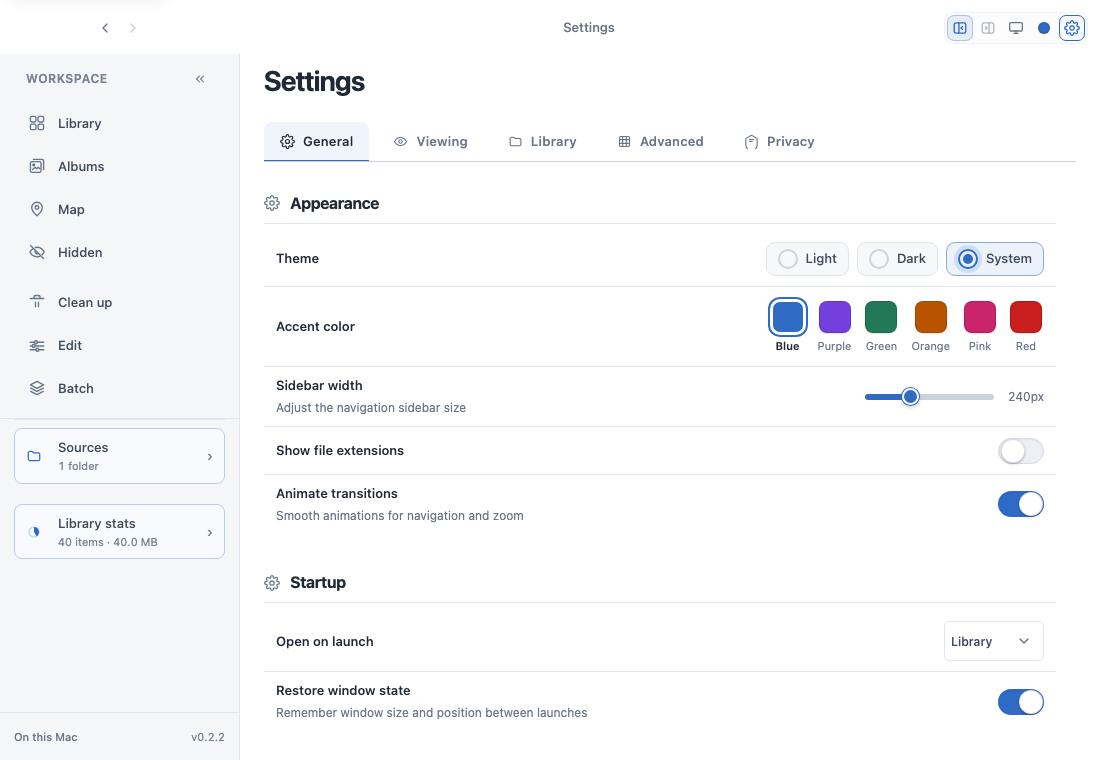 Settings
WORKSPACE
Library
Albums
Map
Hidden
Clean up
Edit
Batch
Sources
1 folder
Library stats
40 items · 40.0 MB
On this Mac
v0.2.2
Settings
General
Viewing
Library
Advanced
Privacy
Appearance
Theme
Light
Dark
System
Accent color
Blue
Purple
Green
Orange
Pink
Red
Sidebar width
Adjust the navigation sidebar size
240px
Show file extensions
Animate transitions
Smooth animations for navigation and zoom
Startup
Open on launch
Library
Restore window state
Remember window size and position between launches